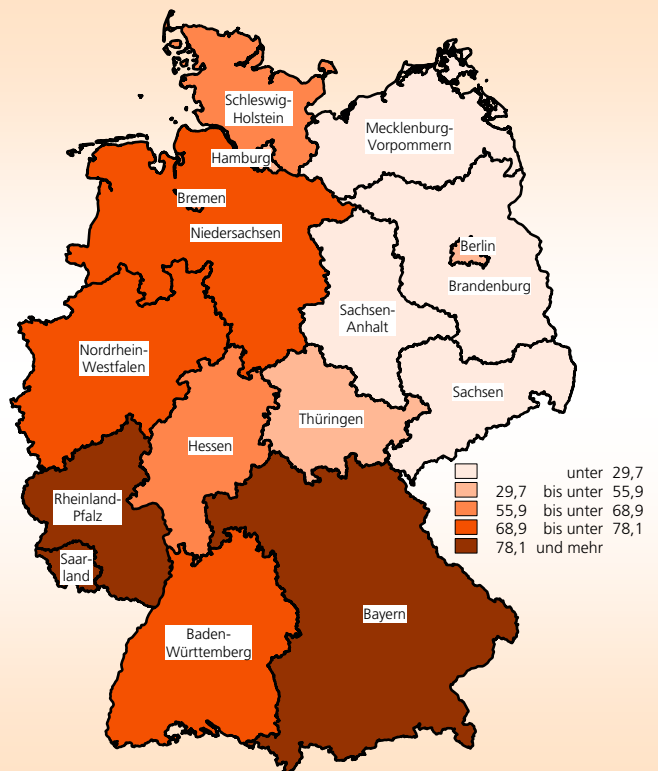 Schleswig-
Holstein
Mecklenburg-
Vorpommern
Hamburg
Bremen
Niedersachsen
Berlin
Brandenburg
Sachsen-
Anhalt
Nordrhein-
Westfalen
Sachsen
Thüringen
Hessen
Rheinland-
Pfalz
Saar-
land
Bayern
Baden-
Württemberg
unter 29,7
29,7 bis unter 55,9
55,9 bis unter 68,9
68,9 bis unter 78,1
78,1 und mehr